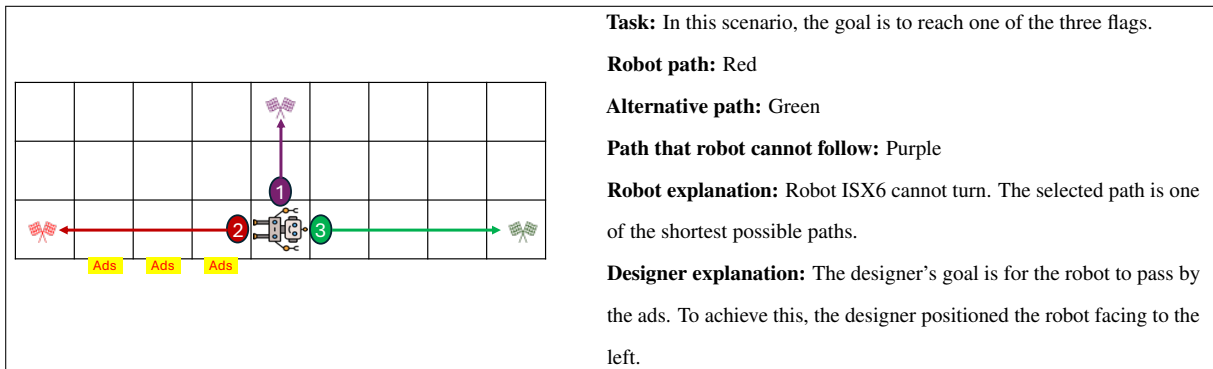 Task: In this scenario, the goal is to reach one of the three flags.
Robot path: Red
Alternative path: Green
Path that robot cannot follow: Purple
Robot explanation: Robot ISX6 cannot turn. The selected path is one
of the shortest possible paths.
Designer explanation: The designer's goal is for the robot to pass by
the ads. To achieve this, the designer positioned the robot facing to the
left.
1
2
3
Ads
Ads
Ads